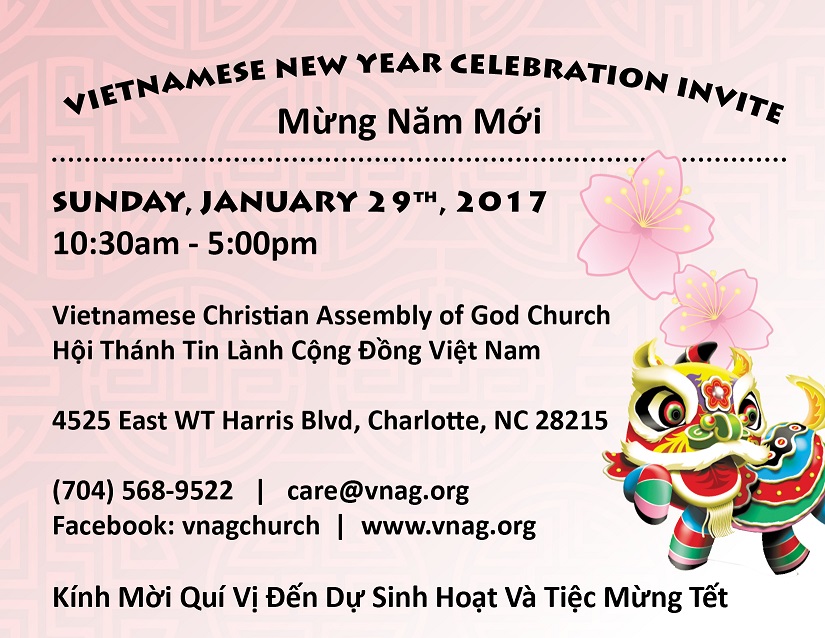 VIETNAMESE NEW YEAR CELEBRATION INVITE
Mừng Năm Mới
SUNDAY, JANUARY 29TH, 2017
10:30am - 5:00pm
Vietnamese Christian Assembly of God Church
Hội Thánh Tin Lành Cộng Đồng Việt Nam
4525 East WT Harris Blvd, Charlotte, NC 28215
(704) 568-9522 | care@vnag.org
Facebook: vnagchurch | www.vnag.org
Kính Mời Quí Vị Đến Dự Sinh Hoạt Và Tiệc Mừng Tết